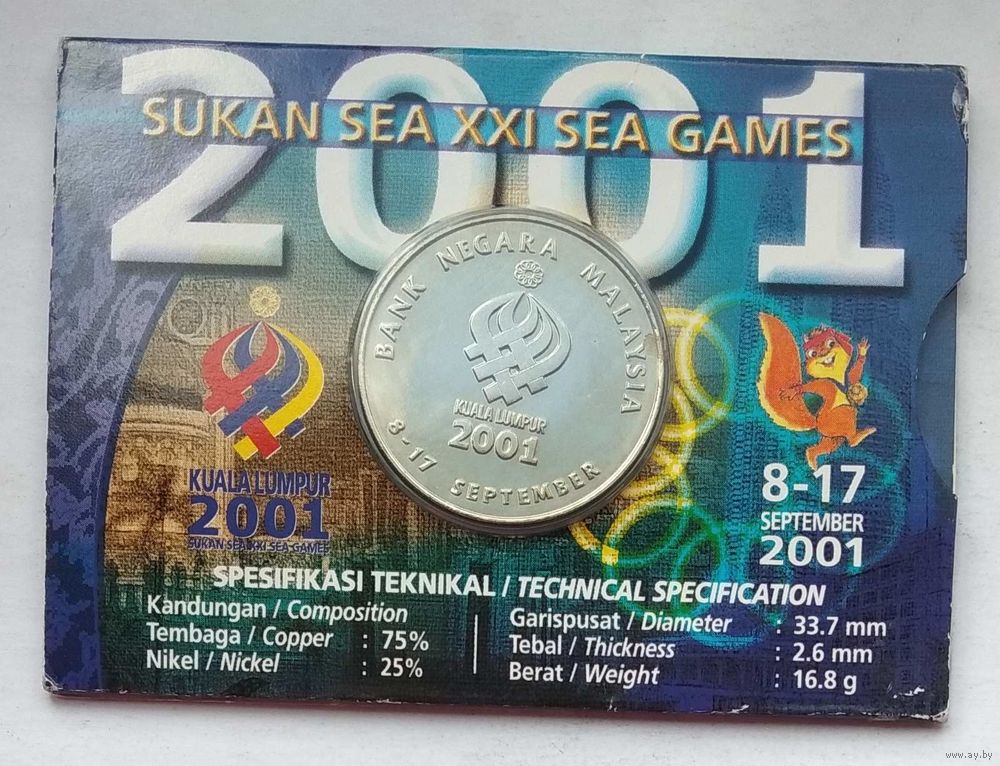 2001
SUKAN SEA XXI SEA GAMES
BANK NEGARA MALAYSIA
KUALA LUMPUR
2001
8-17 SEPTEMBER
KUALA LUMPUR
2001
SUKAN SEA XXI SEA GAMES
8-17
SEPTEMBER
2001
SPESIFIKASI TEKNIKAL / TECHNICAL SPECIFICATION
Kandungan / Composition
Tembaga / Copper : 75%
Nikel / Nickel : 25%
Garispusat / Diameter : 33.7 mm
Tebal / Thickness : 2.6 mm
Berat / Weight : 16.8 g
www.ay.by